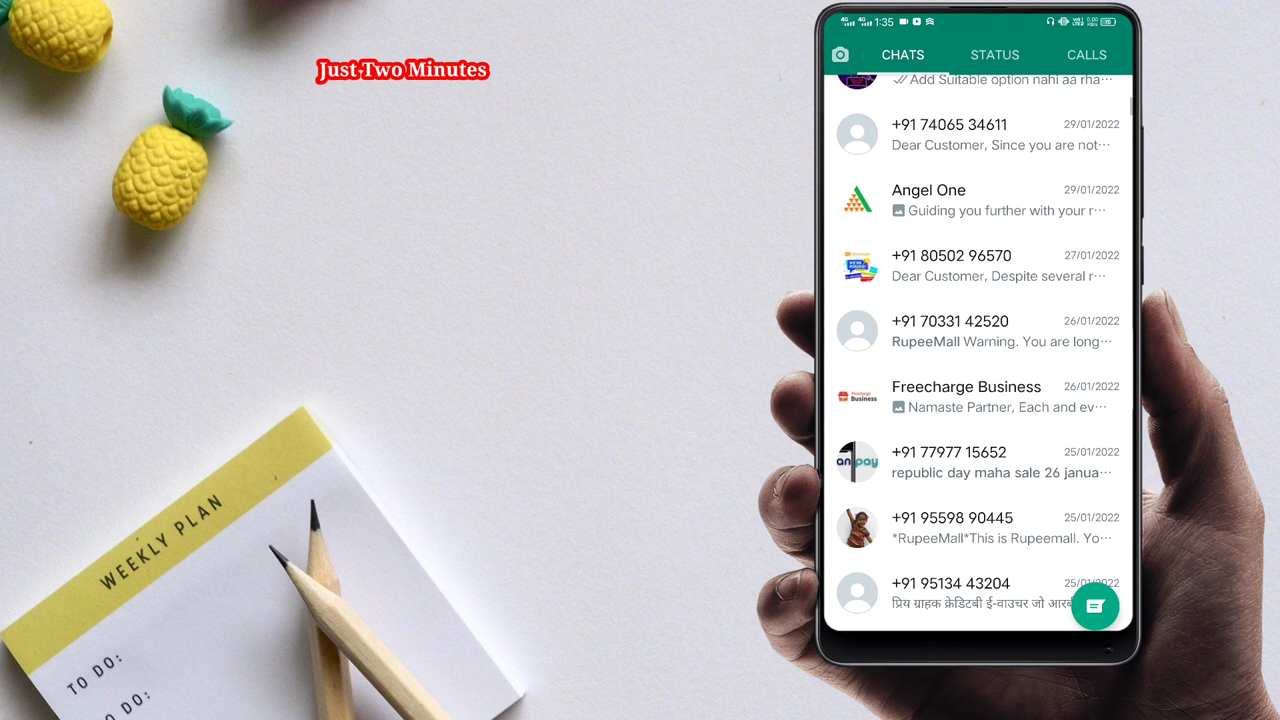 Just Two Minutes
1:35
CHATS STATUS CALLS
Add Suitable option nahi aa rha…
+91 74065 34611 29/01/2022
Dear Customer, Since you are not…
Angel One 29/01/2022
Guiding you further with your r…
+91 80502 96570 27/01/2022
Dear Customer, Despite several r…
+91 70331 42520 26/01/2022
RupeeMall Warning. You are long…
Freecharge Business 26/01/2022
Namaste Partner, Each and ev…
+91 77977 15652 25/01/2022
republic day maha sale 26 janua…
+91 95598 90445 25/01/2022
*RupeeMall*This is Rupeemall. Yo…
+91 95134 43204 25/01/2022
प्रिय ग्राहक क्रेडिटबी ई-वाउचर जो
WEEKLY PLAN
TO DO:
O DO: